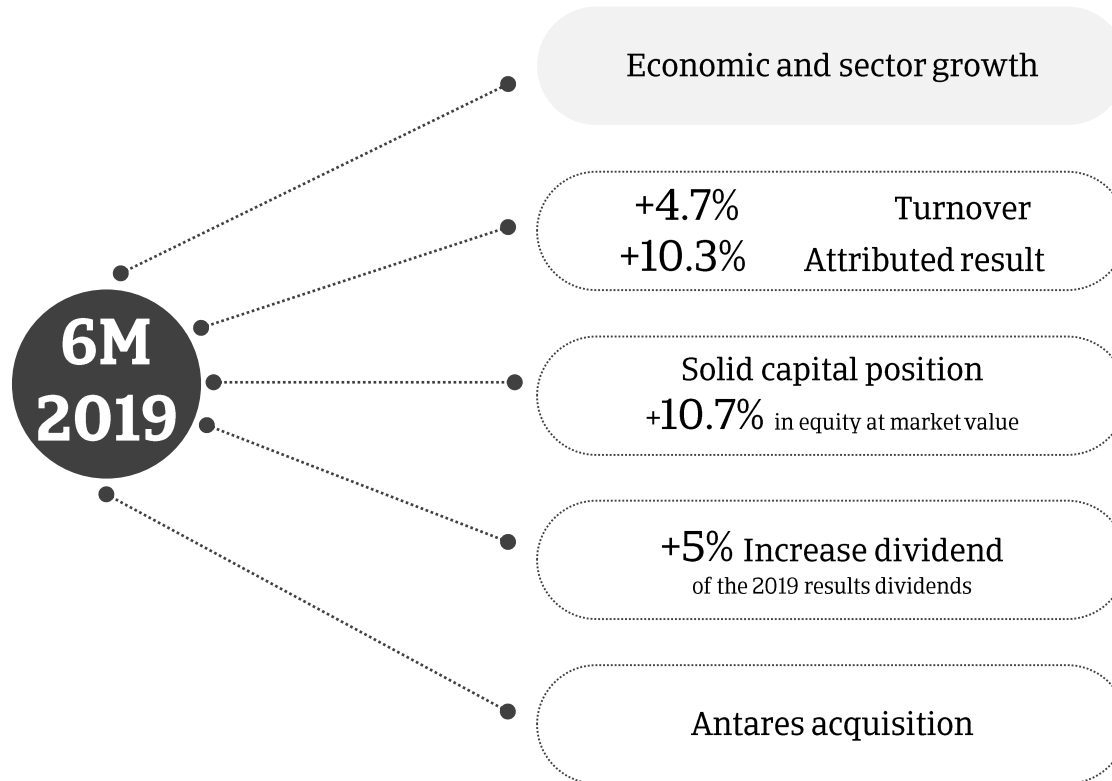 6M
2019
Economic and sector growth
+4.7% Turnover
+10.3% Attributed result
Solid capital position
+10.7% in equity at market value
+5% Increase dividend
of the 2019 results dividends
Antares acquisition